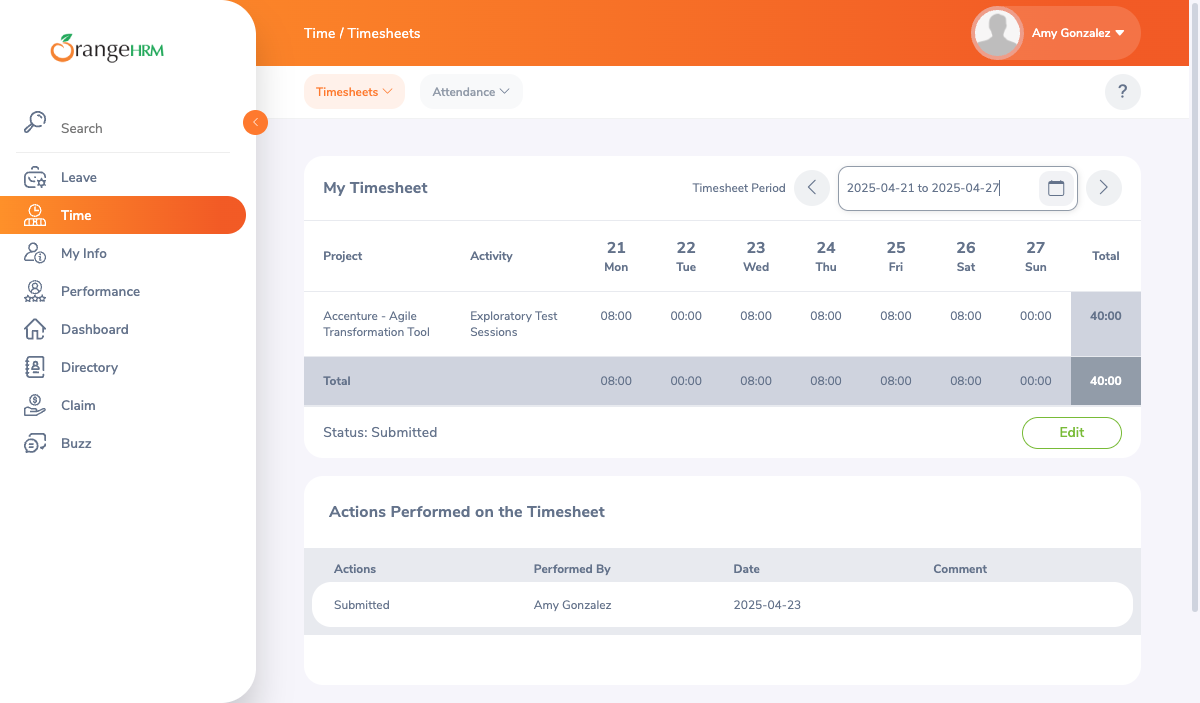 OrangeHRM
Time / Timesheets
Amy Gonzalez
Timesheets
Attendance
?
Search
Leave
Time
My Info
Performance
Dashboard
Directory
Claim
Buzz
My Timesheet
Timesheet Period
2025-04-21 to 2025-04-27
Project Activity 21 Mon 22 Tue 23 Wed 24 Thu 25 Fri 26 Sat 27 Sun Total
Accenture - Agile Transformation Tool Exploratory Test Sessions 08:00 00:00 08:00 08:00 08:00 08:00 00:00 40:00
Total 08:00 00:00 08:00 08:00 08:00 08:00 00:00 40:00
Status: Submitted
Edit
Actions Performed on the Timesheet
Actions Performed By Date Comment
Submitted Amy Gonzalez 2025-04-23